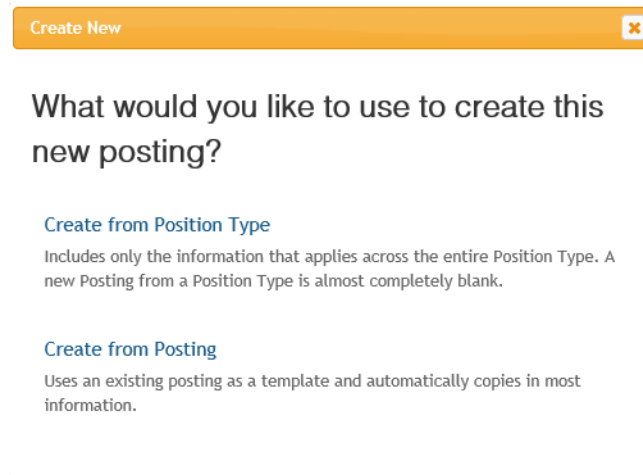 Create New
What would you like to use to create this
new posting?
Create from Position Type
Includes only the information that applies across the entire Position Type. A
new Posting from a Position Type is almost completely blank.
Create from Posting
Uses an existing posting as a template and automatically copies in most
information.